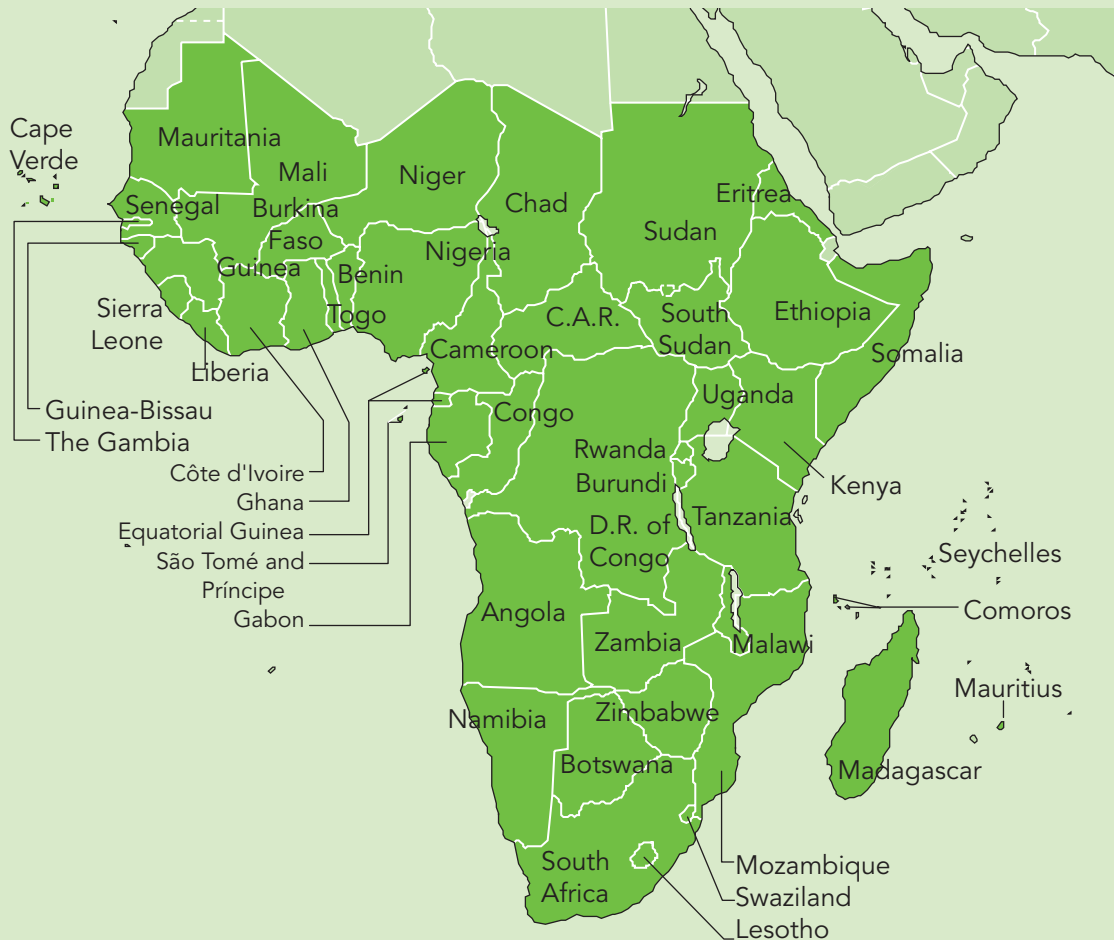 Cape
Verde
Mauritania
Mali
Niger
Chad
Sudan
Eritrea
Senegal
Burkina
Faso
Nigeria
Guinea
Benin
Togo
Sierra
Leone
Liberia
Cameroon
C.A.R.
South
Sudan
Ethiopia
Somalia
Guinea-Bissau
The Gambia
Côte d'Ivoire
Ghana
Equatorial Guinea
São Tomé and
Príncipe
Gabon
Congo
Uganda
Rwanda
Burundi
Kenya
D.R. of
Congo
Tanzania
Seychelles
Comoros
Angola
Zambia
Malawi
Mauritius
Namibia
Zimbabwe
Botswana
Madagascar
South
Africa
Mozambique
Swaziland
Lesotho